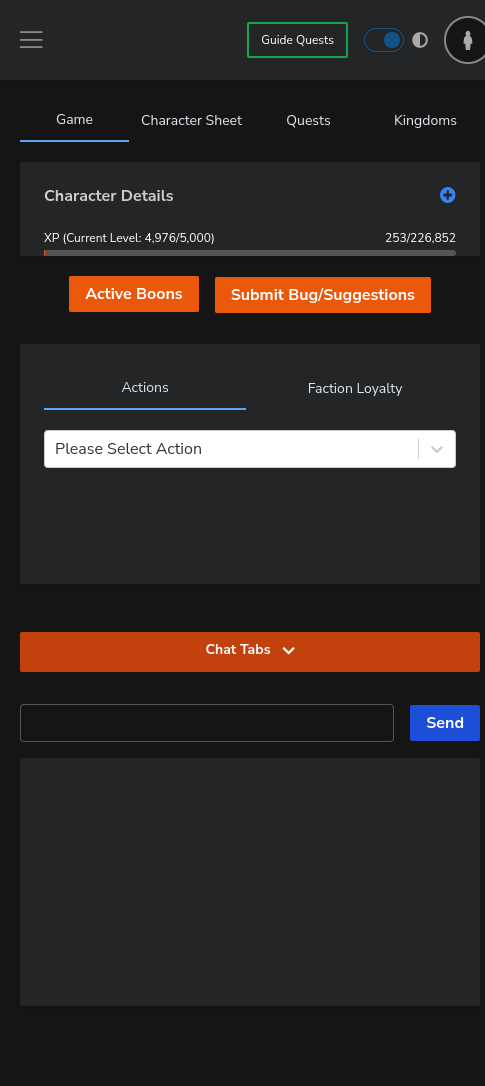 Guide Quests
Game Character Sheet Quests Kingdoms
Character Details
XP (Current Level: 4,976/5,000) 253/226,852
Active Boons Submit Bug/Suggestions
Actions Faction Loyalty
Please Select Action
Chat Tabs
Send